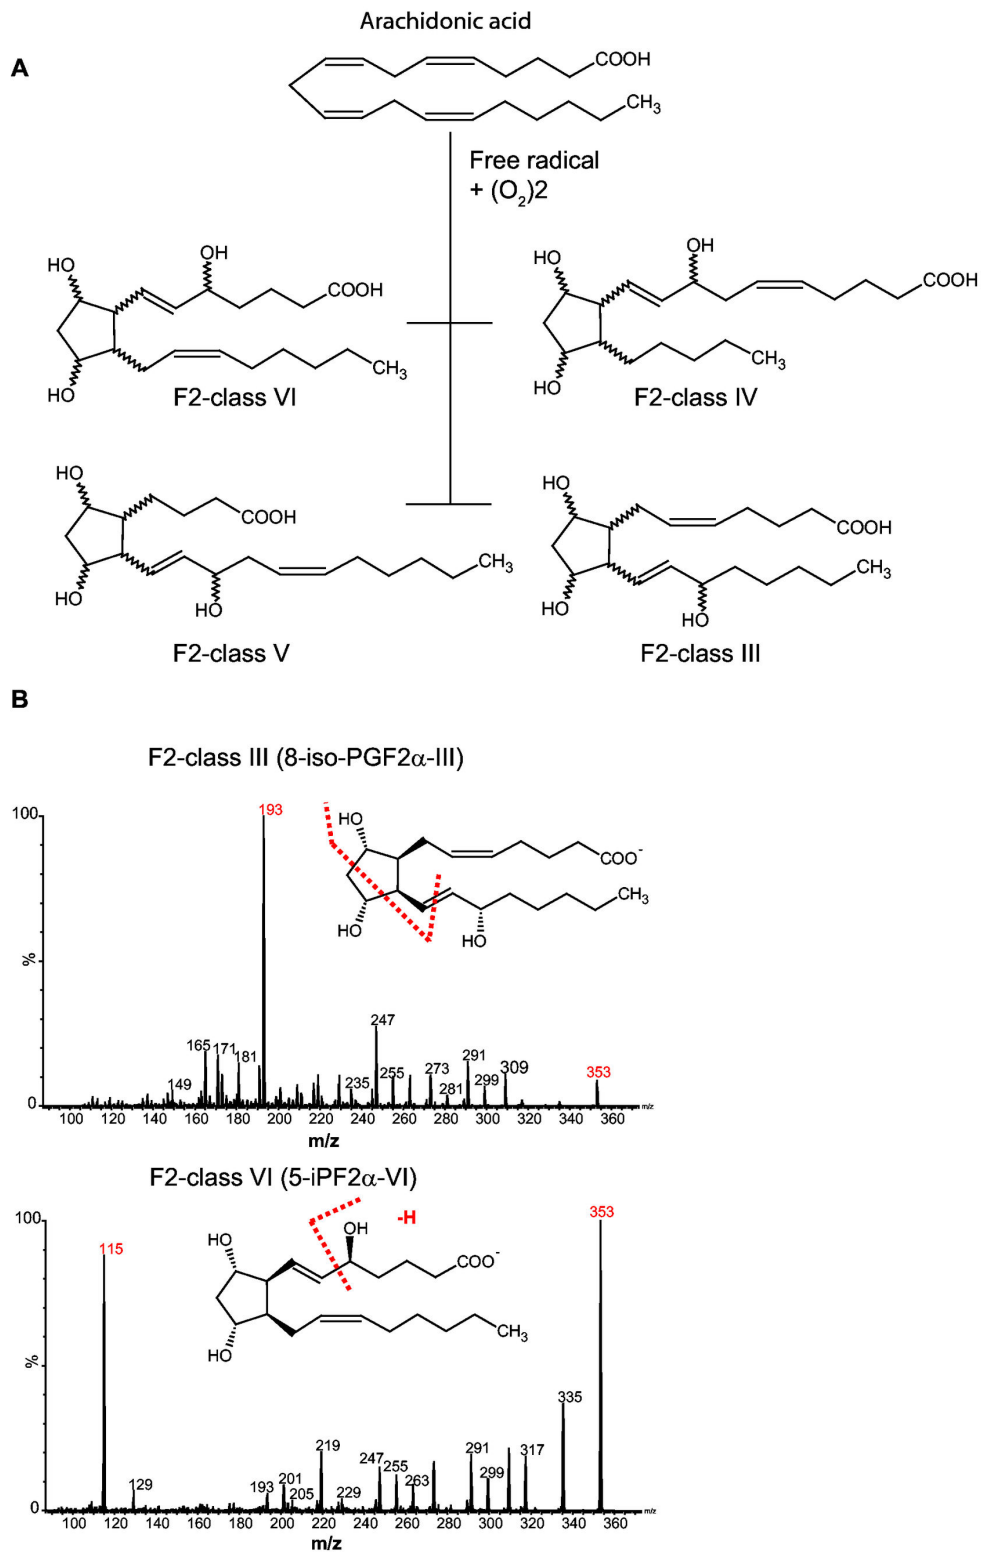 Arachidonic acid
A
COOH
CH3
Free radical
+ (O2)2
HO
OH
COOH
CH3
HO
F2-class VI
HO
OH
COOH
CH3
HO
F2-class IV
HO
COOH
CH3
HO
HO
F2-class V
HO
COOH
CH3
HO
HO
F2-class III
B
F2-class III (8-iso-PGF2α-III)
100
%
0
193
HO
COO-
CH3
HO
HO
165
171
181
149
247
235
255
273
281
291
299
309
353
100 120 140 160 180 200 220 240 260 280 300 320 340 360 m/z
m/z
F2-class VI (5-iPF2α-VI)
100
%
0
-H
HO
OH
COO-
CH3
HO
115
129
193
201
205
219
229
247
255
263
291
299
317
335
353
100 120 140 160 180 200 220 240 260 280 300 320 340 360 m/z
m/z